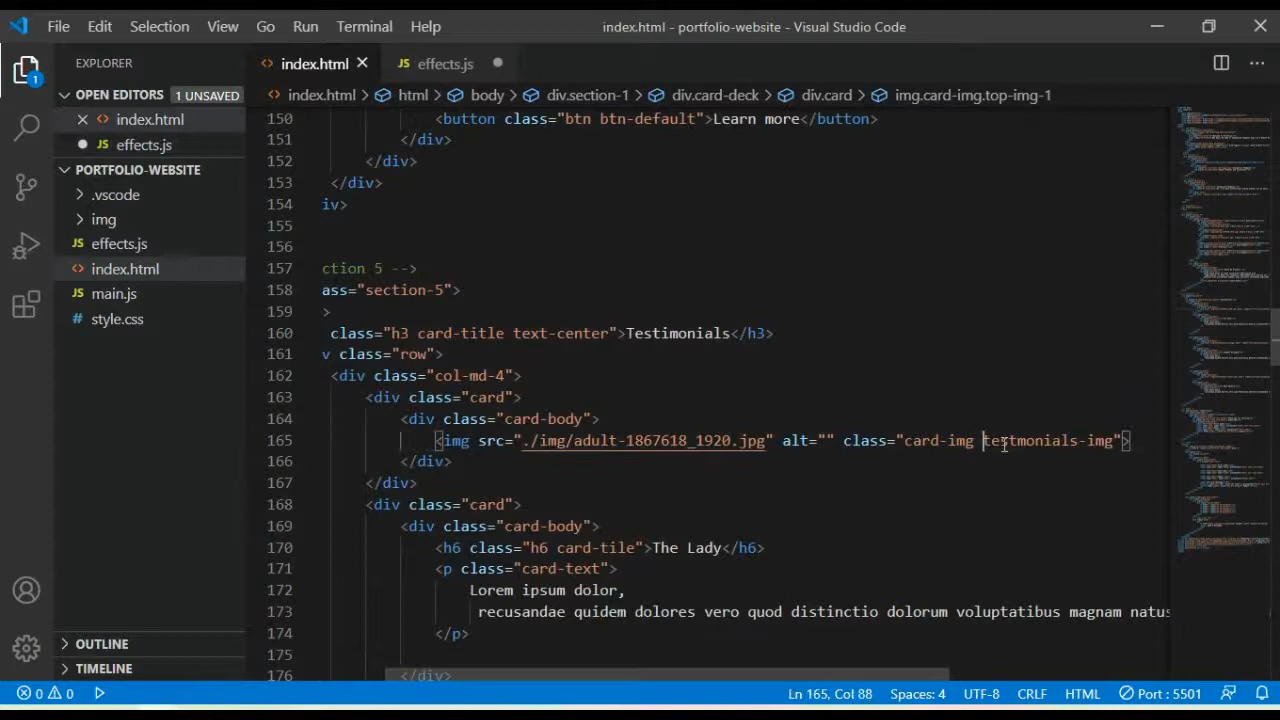 File Edit Selection View Go Run Terminal Help index.html - portfolio-website - Visual Studio Code
1
EXPLORER
OPEN EDITORS 1 UNSAVED
index.html
JS effects.js
PORTFOLIO-WEBSITE
.vscode
img
JS effects.js
<> index.html
JS main.js
# style.css
OUTLINE
TIMELINE
<> index.html JS effects.js
<> index.html > html > body > div.section-1 > div.card-deck > div.card > img.card-img.top-img-1
150 <button class="btn btn-default">Learn more</button>
151 </div>
152 </div>
153 </div>
154 iv>
155
156
157 ction 5 -->
158 ass="section-5">
159 >
160 class="h3 card-title text-center">Testimonials</h3>
161 v class="row">
162 <div class="col-md-4">
163 <div class="card">
164 <div class="card-body">
165 <img src="./img/adult-1867618_1920.jpg" alt="" class="card-img testmonials-img">
166 </div>
167 </div>
168 <div class="card">
169 <div class="card-body">
170 <h6 class="h6 card-tile">The Lady</h6>
171 <p class="card-text">
172 Lorem ipsum dolor,
173 recusandae quidem dolores vero quod distinctio dolorum voluptatibus magnam natus
174 </p>
175
176 </div>
0 0 Ln 165, Col 88 Spaces: 4 UTF-8 CRLF HTML Port : 5501